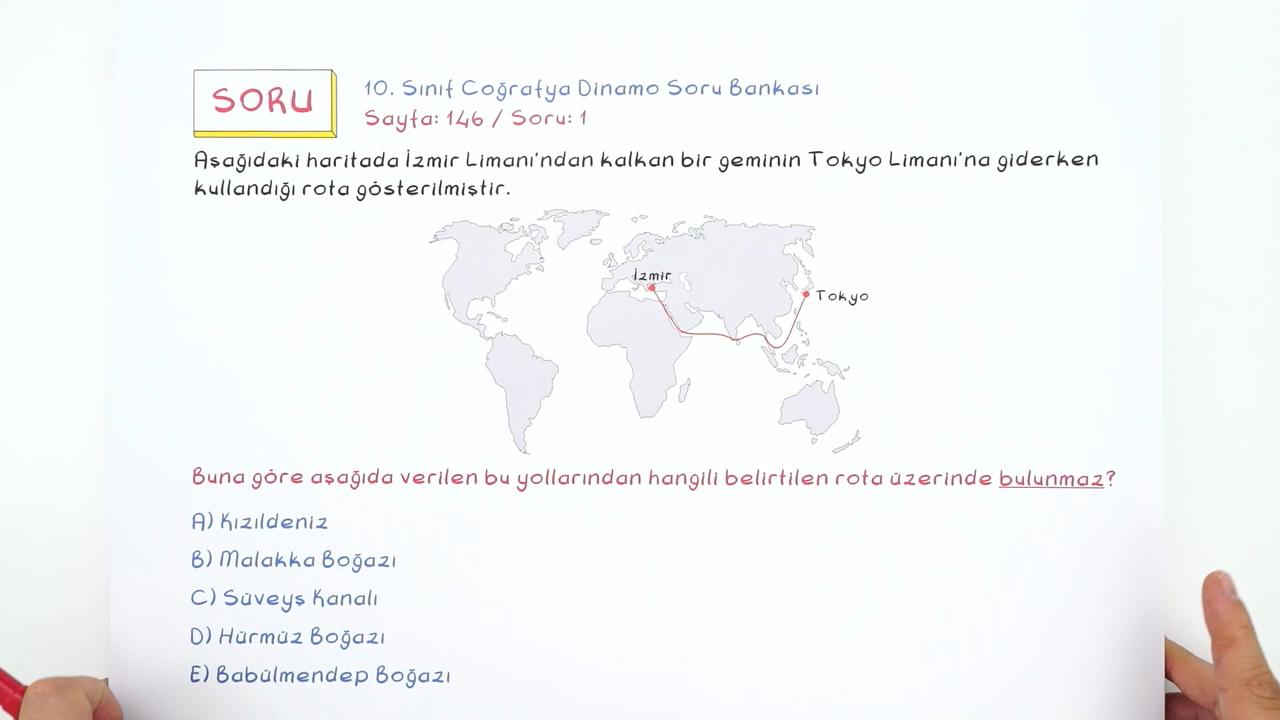 SORU
10. Sınıf Coğrafya Dinamo Soru Bankası
Sayfa: 146 / Soru: 1
Aşağıdaki haritada İzmir Limanı'ndan kalkan bir geminin Tokyo Limanı'na giderken
kullandığı rota gösterilmiştir.
İzmir
Tokyo
Buna göre aşağıda verilen bu yollarından hangili belirtilen rota üzerinde bulunmaz?
A) Kızıldeniz
B) Malakka Boğazı
C) Süveyş Kanalı
D) Hürmüz Boğazı
E) Babülmendep Boğazı